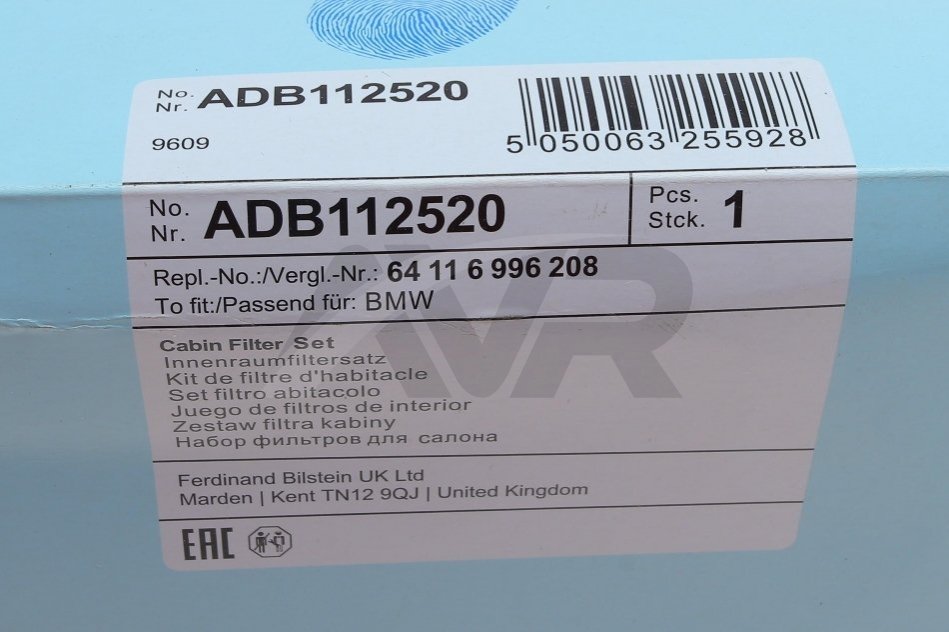 No.
Nr. ADB112520
9609
5 050063 255928
No.
Nr. ADB112520
Pcs.
Stck. 1
Repl.-No.:/Vergl.-Nr.: 64 11 6 996 208
To fit:/Passend für: BMW
Cabin Filter Set
Innenraumfiltersatz
Kit de filtre d'habitacle
Set filtro abitacolo
Juego de filtros de interior
Zestaw filtra kabiny
Набор фильтров для салона
Ferdinand Bilstein UK Ltd
Marden | Kent TN12 9QJ | United Kingdom
EAC
AVR